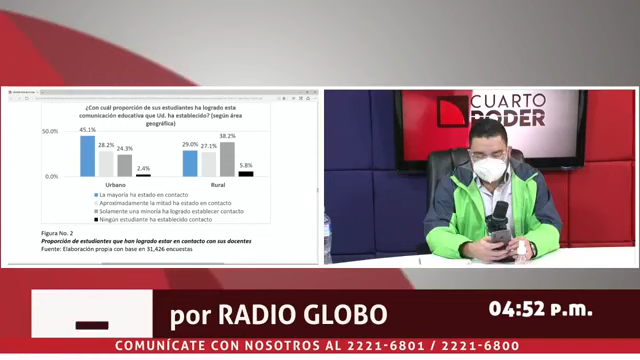 ¿Con cuál proporción de sus estudiantes ha logrado esta
comunicación educativa que Ud. ha establecido? (según área
geográfica)
50.0%
0.0%
45.1%
28.2%
24.3%
2.4%
29.0%
27.1%
38.2%
5.8%
Urbano
Rural
La mayoría ha estado en contacto
Aproximadamente la mitad ha estado en contacto
Solamente una minoría ha logrado establecer contacto
Ningún estudiante ha establecido contacto
Figura No. 2
Proporción de estudiantes que han logrado estar en contacto con sus docentes
Fuente: Elaboración propia con base en 31,426 encuestas
CUARTO
PODER
por RADIO GLOBO
04:52 p.m.
COMUNÍCATE CON NOSOTROS AL 2221-6801 / 2221-6800